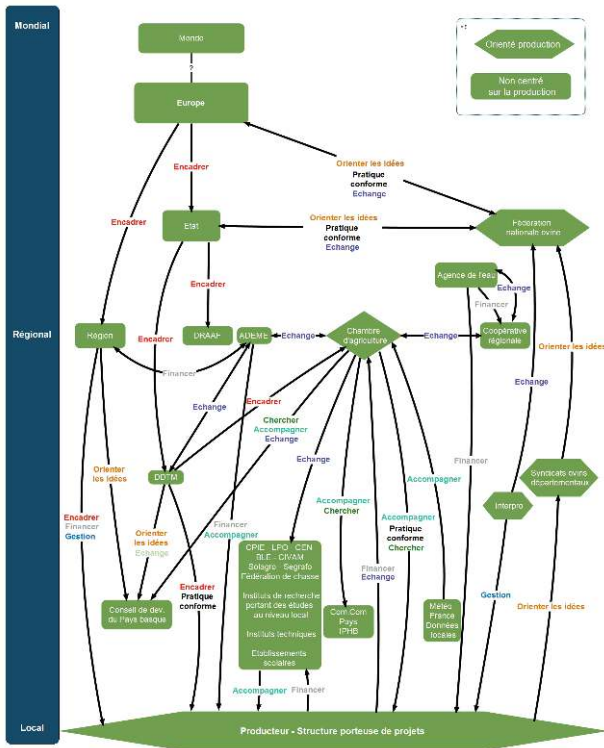 Mondial
Orienté production
Non centré
sur la production
Mondo
?
Europe
Encadrer
Encadrer
Orienter les idées
Pratique
conforme
Echange
Etat
Orienter les idées
Pratique
conforme
Echange
Fédération
nationale ovine
Encadrer
Agence de l'eau
Echange
Financer
Régional
Encadrer
Région
DRAAF
ADEME
Echange
Chambre
d'agriculture
Echange
Coopérative
régionale
Orienter les idées
Financer
Encadrer
Echange
Echange
Chercher
Accompagner
Echange
Echange
Financer
Accompagner
Orienter
les idées
DDTM
Syndicats ovins
départementaux
Interpro
Accompagner
Chercher
Accompagner
Pratique
conforme
Chercher
Encadrer
Financer
Gestion
Financer
Accompagner
Orienter
les idées
Echange
CPIE - LPO - CEN
BLE - CIVAM
Solagro - Segrafo
Fédération de chasse
Instituts de recherche
portant des études
au niveau local
Instituts techniques
Etablissements
scolaires
Financer
Echange
Encadrer
Pratique
conforme
Gestion
Orienter les idées
Conseil de dev.
du Pays basque
Com.Com
Pays
IPHB
Météo
France
Données
locales
Accompagner
Financer
Local
Producteur - Structure porteuse de projets